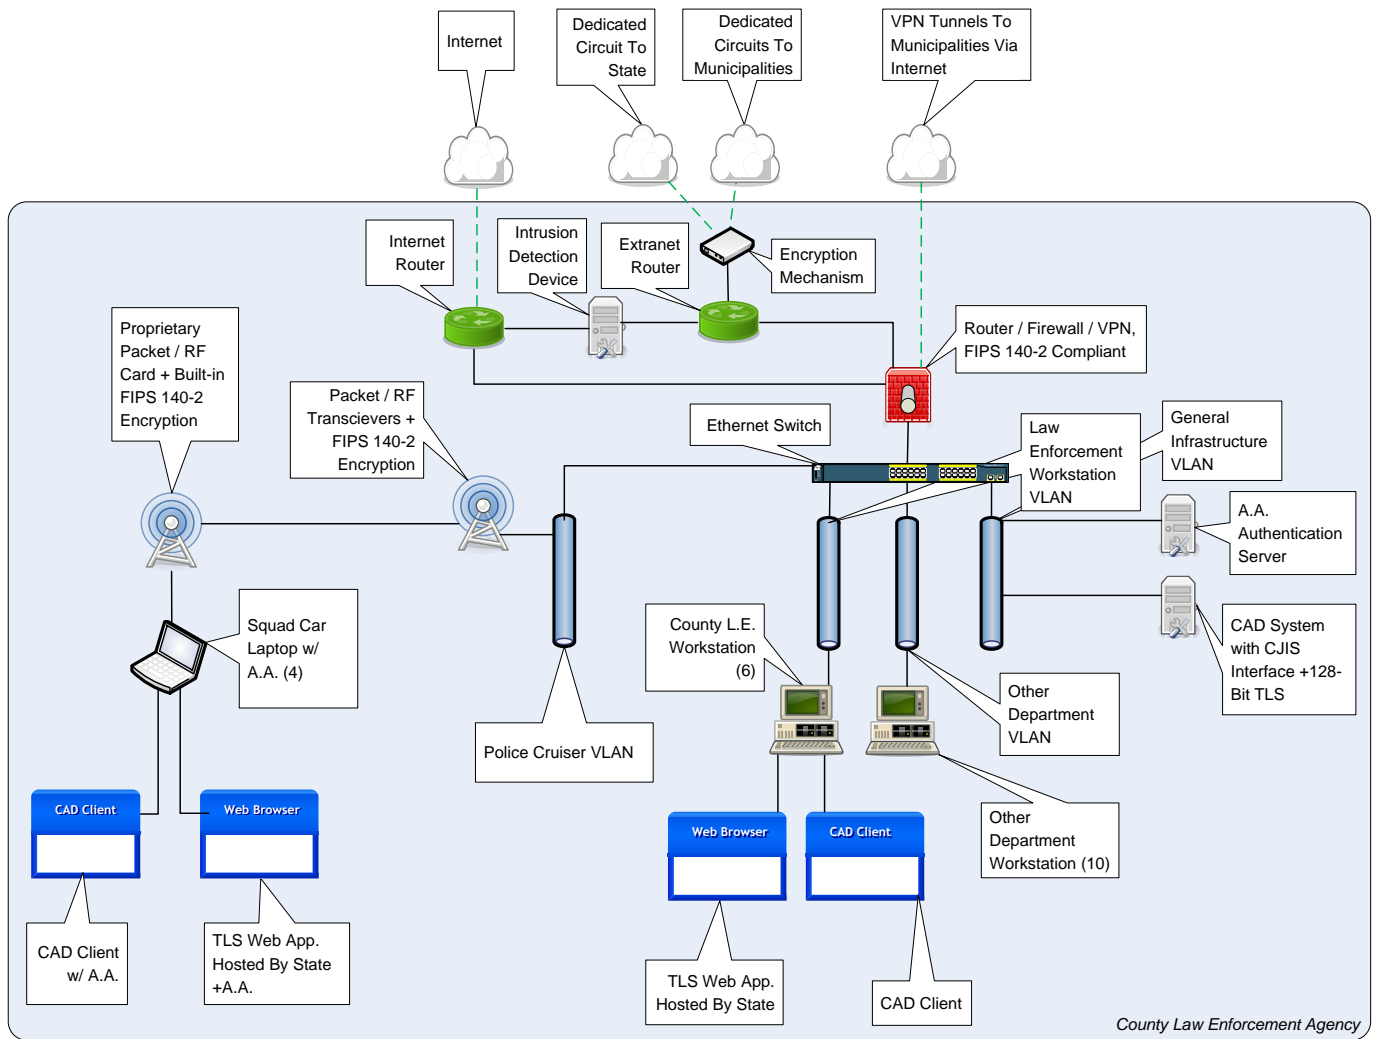 Internet
Dedicated
Circuit To
State
Dedicated
Circuits To
Municipalities
VPN Tunnels To
Municipalities Via
Internet
Internet
Router
Intrusion
Detection
Device
Extranet
Router
Encryption
Mechanism
Proprietary
Packet / RF
Card + Built-in
FIPS 140-2
Encryption
Packet / RF
Transcievers +
FIPS 140-2
Encryption
Router / Firewall / VPN,
FIPS 140-2 Compliant
Ethernet Switch
Law
Enforcement
Workstation
VLAN
General
Infrastructure
VLAN
A.A.
Authentication
Server
Squad Car
Laptop w/
A.A. (4)
County L.E.
Workstation
(6)
CAD System
with CJIS
Interface +128-
Bit TLS
Other
Department
VLAN
Police Cruiser VLAN
CAD Client
Web Browser
Web Browser
CAD Client
Other
Department
Workstation (10)
CAD Client
w/ A.A.
TLS Web App.
Hosted By State
+A.A.
TLS Web App.
Hosted By State
CAD Client
County Law Enforcement Agency